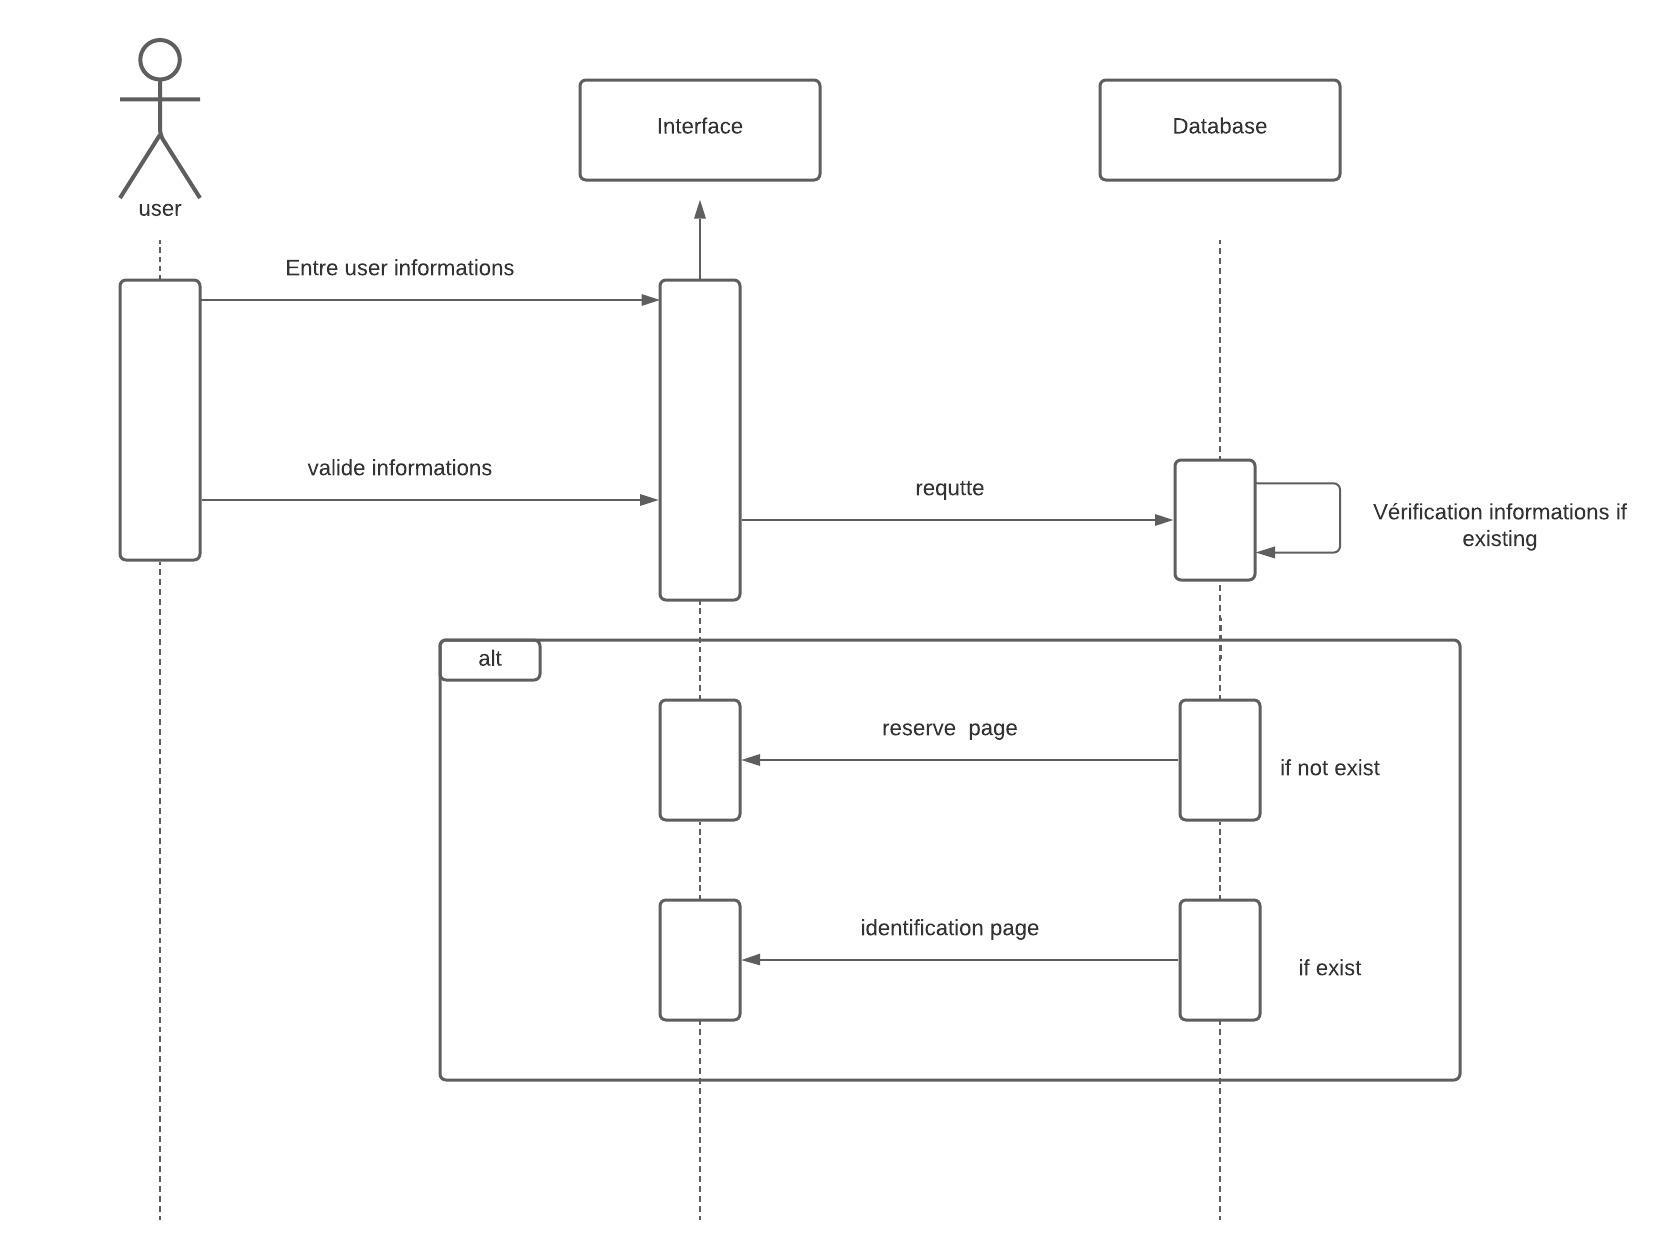 user
Interface
Database
Entre user informations
valide informations
requtte
Vérification informations if
existing
alt
reserve  page
if not exist
identification page
if exist